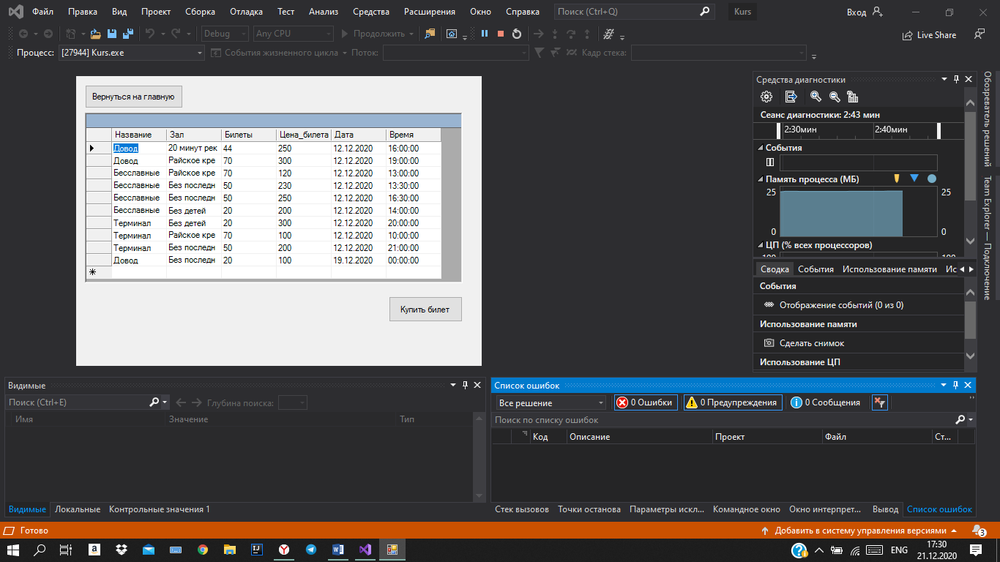 Файл Правка Вид Проект Сборка Отладка Тест Анализ Средства Расширения Окно Справка Поиск (Ctrl+Q) Kurs Вход
Debug Any CPU Продолжить Live Share
Процесс: [27944] Kurs.exe События жизненного цикла Поток: Кадр стека:
Вернуться на главную
Название Зал Билеты Цена_билета Дата Время
Довод 20 минут рек 44 250 12.12.2020 16:00:00
Довод Райское кре 70 300 12.12.2020 19:00:00
Бесславные Райское кре 70 120 12.12.2020 13:00:00
Бесславные Без последн 50 230 12.12.2020 13:30:00
Бесславные Без последн 50 250 12.12.2020 16:30:00
Бесславные Без детей 20 200 12.12.2020 14:00:00
Терминал Без детей 20 300 12.12.2020 20:00:00
Терминал Райское кре 70 100 12.12.2020 10:00:00
Терминал Без последн 50 200 12.12.2020 21:00:00
Довод Без последн 20 100 19.12.2020 00:00:00
Купить билет
Средства диагностики
Сеанс диагностики: 2:43 мин
2:30мин 2:40мин
События
Память процесса (МБ)
25 25
0 0
ЦП (% всех процессоров)
100 100
Сводка События Использование памяти Ис
События
Отображение событий (0 из 0)
Использование памяти
Сделать снимок
Использование ЦП
Обозреватель решений
Team Explorer — Подключение
Видимые
Поиск (Ctrl+E) Глубина поиска:
Имя Значение Тип
Видимые Локальные Контрольные значения 1
Список ошибок
Все решение 0 Ошибки 0 Предупреждения 0 Сообщения
Поиск по списку ошибок
Код Описание Проект Файл Ст...
Стек вызовов Точки останова Параметры искл... Командное окно Окно интерпрет... Вывод Список ошибок
Готово Добавить в систему управления версиями 3
ENG 17:30
21.12.2020